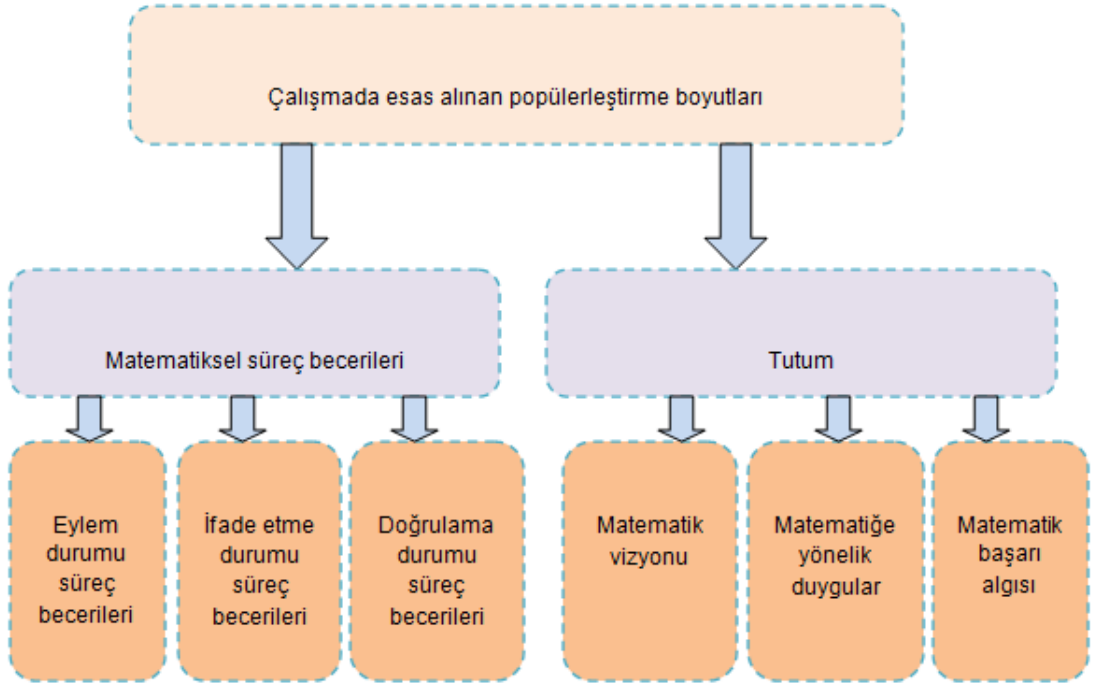 Çalışmada esas alınan popülerleştirme boyutları
Matematiksel süreç becerileri
Tutum
Eylem
durumu
süreç
becerileri
İfade etme
durumu
süreç
becerileri
Doğrulama
durumu
süreç
becerileri
Matematik
vizyonu
Matematiğe
yönelik
duygular
Matematik
başarı
algısı